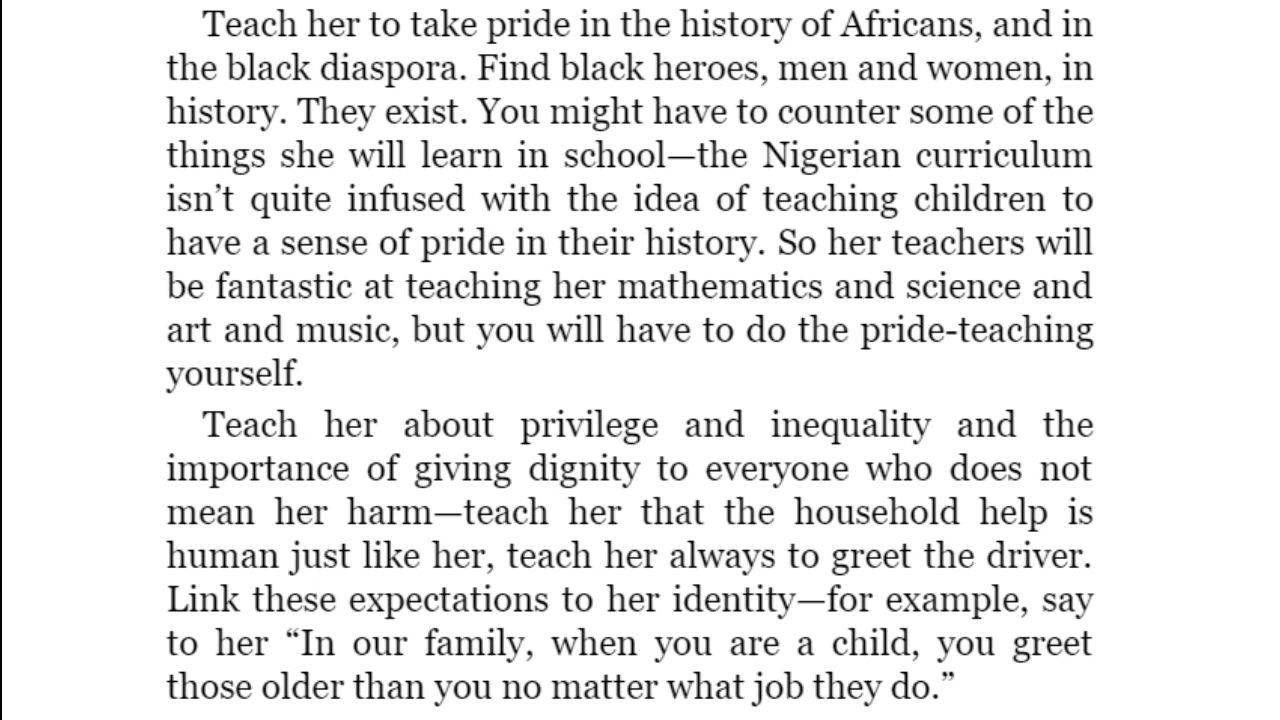 Teach her to take pride in the history of Africans, and in
the black diaspora. Find black heroes, men and women, in
history. They exist. You might have to counter some of the
things she will learn in school—the Nigerian curriculum
isn’t quite infused with the idea of teaching children to
have a sense of pride in their history. So her teachers will
be fantastic at teaching her mathematics and science and
art and music, but you will have to do the pride-teaching
yourself.
Teach her about privilege and inequality and the
importance of giving dignity to everyone who does not
mean her harm—teach her that the household help is
human just like her, teach her always to greet the driver.
Link these expectations to her identity—for example, say
to her “In our family, when you are a child, you greet
those older than you no matter what job they do.”